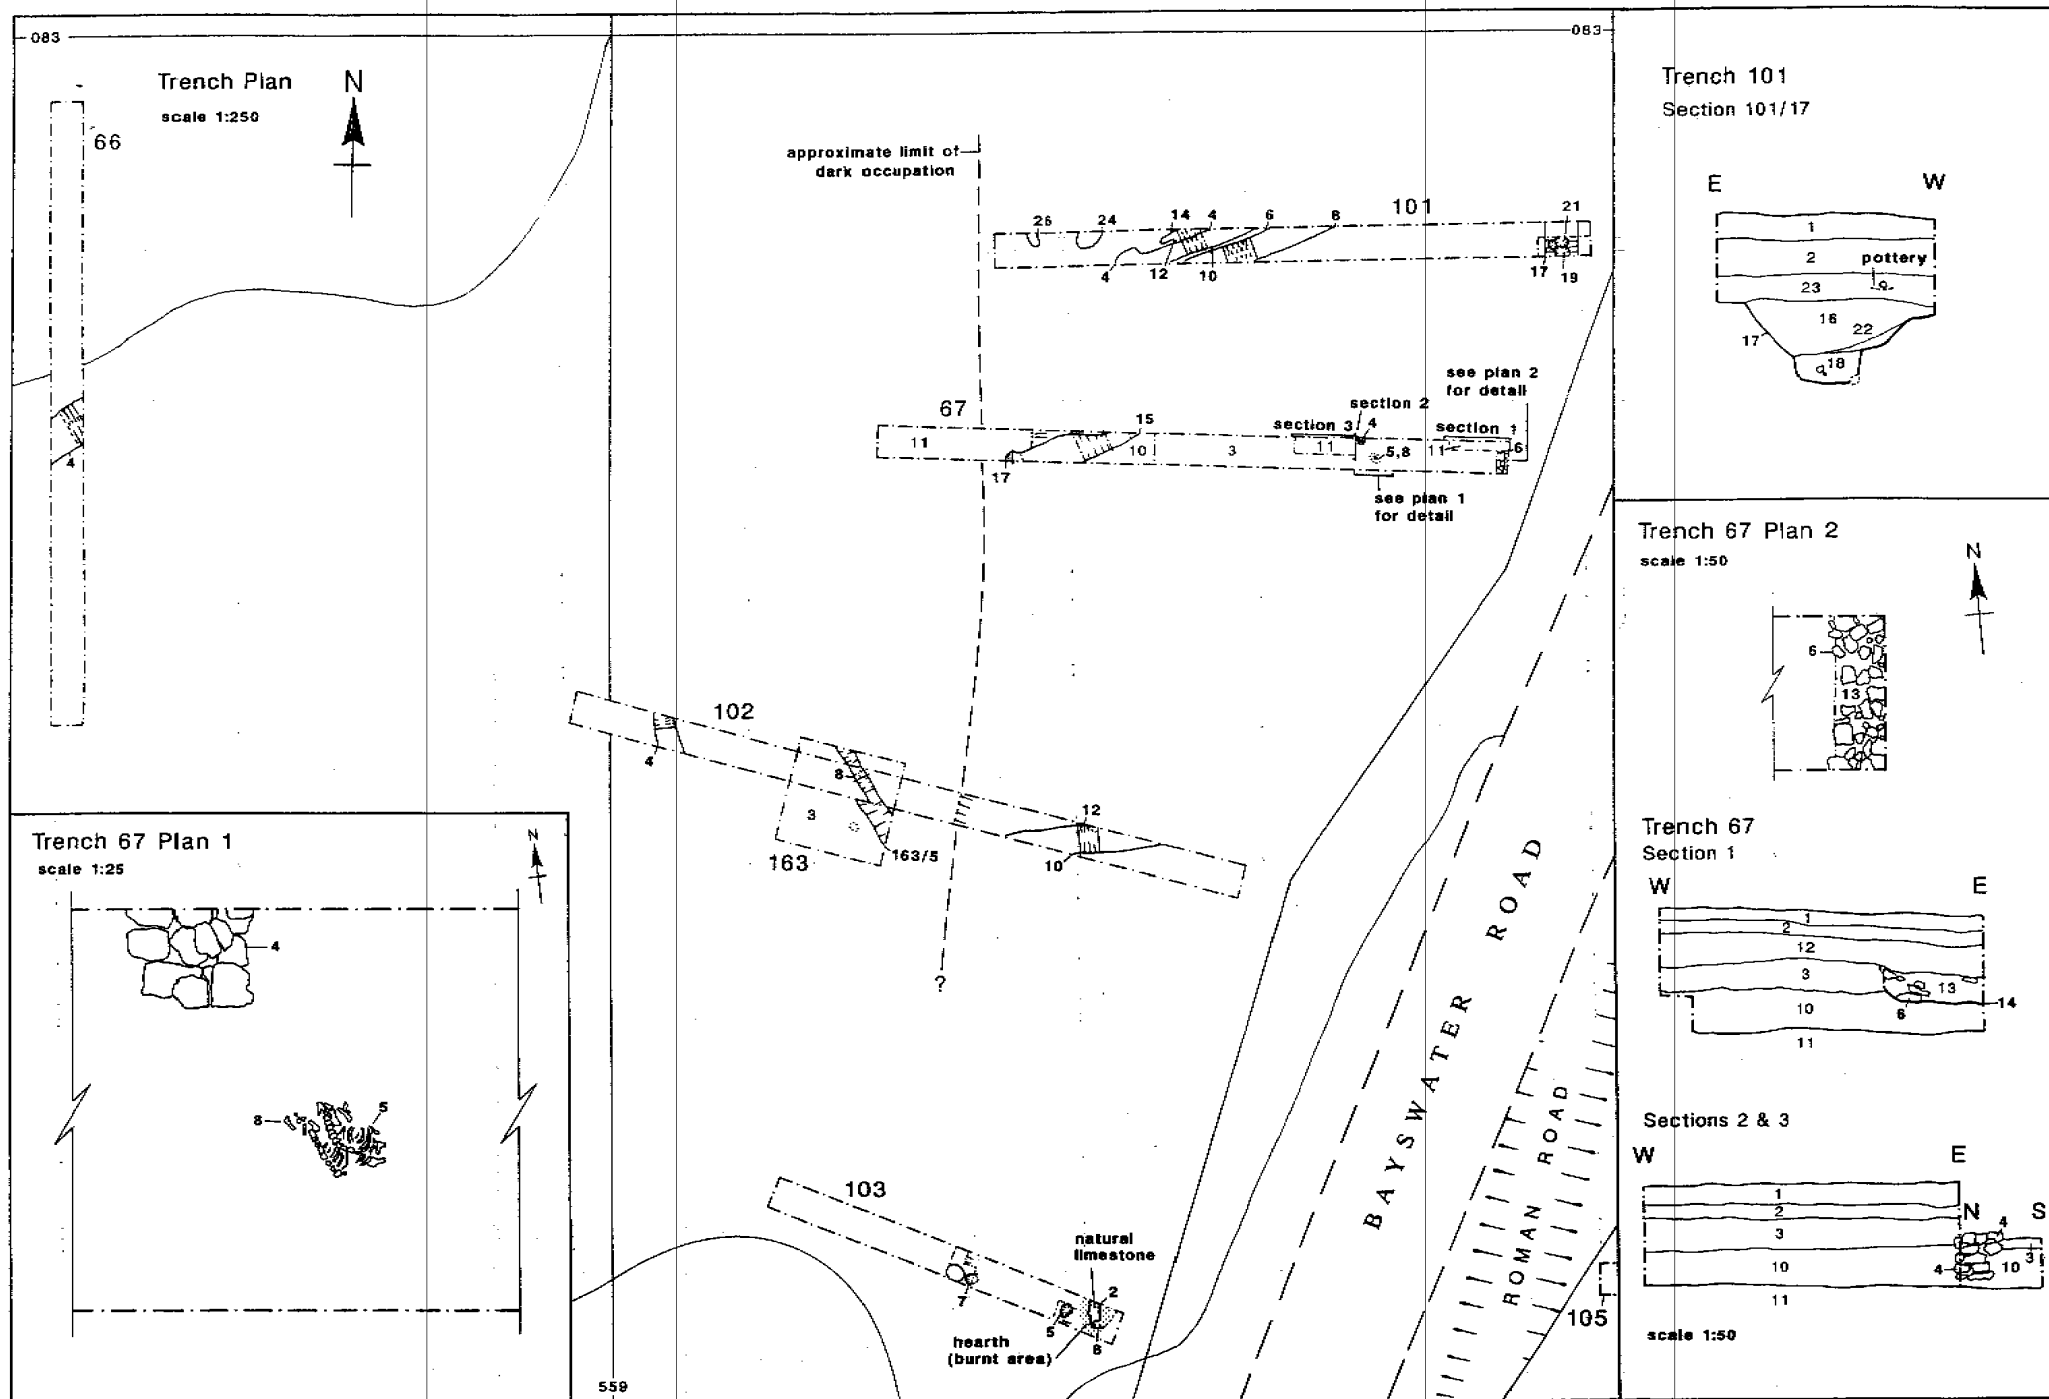 083
083
Trench Plan
scale 1:250
N
66
4
approximate limit of
dark occupation
26
24
14
4
6
8
101
21
4
12
10
17
19
67
11
17
15
10
3
section 3
section 2
4
11
5,8
11
section 1
6
see plan 2
for detail
see plan 1
for detail
102
4
8
3
163
163/5
12
10
?
103
7
5
natural
limestone
2
8
hearth
(burnt area)
BAYSWATER ROAD
ROMAN ROAD
105
559
Trench 67 Plan 1
scale 1:25
N
4
8
5
Trench 101
Section 101/17
E
W
1
2
pottery
23
16
22
17
18
Trench 67 Plan 2
scale 1:50
N
6
13
Trench 67
Section 1
W
E
1
2
12
3
13
10
6
14
11
Sections 2 & 3
W
E
1
2
N
S
4
3
3
10
4
10
11
scale 1:50